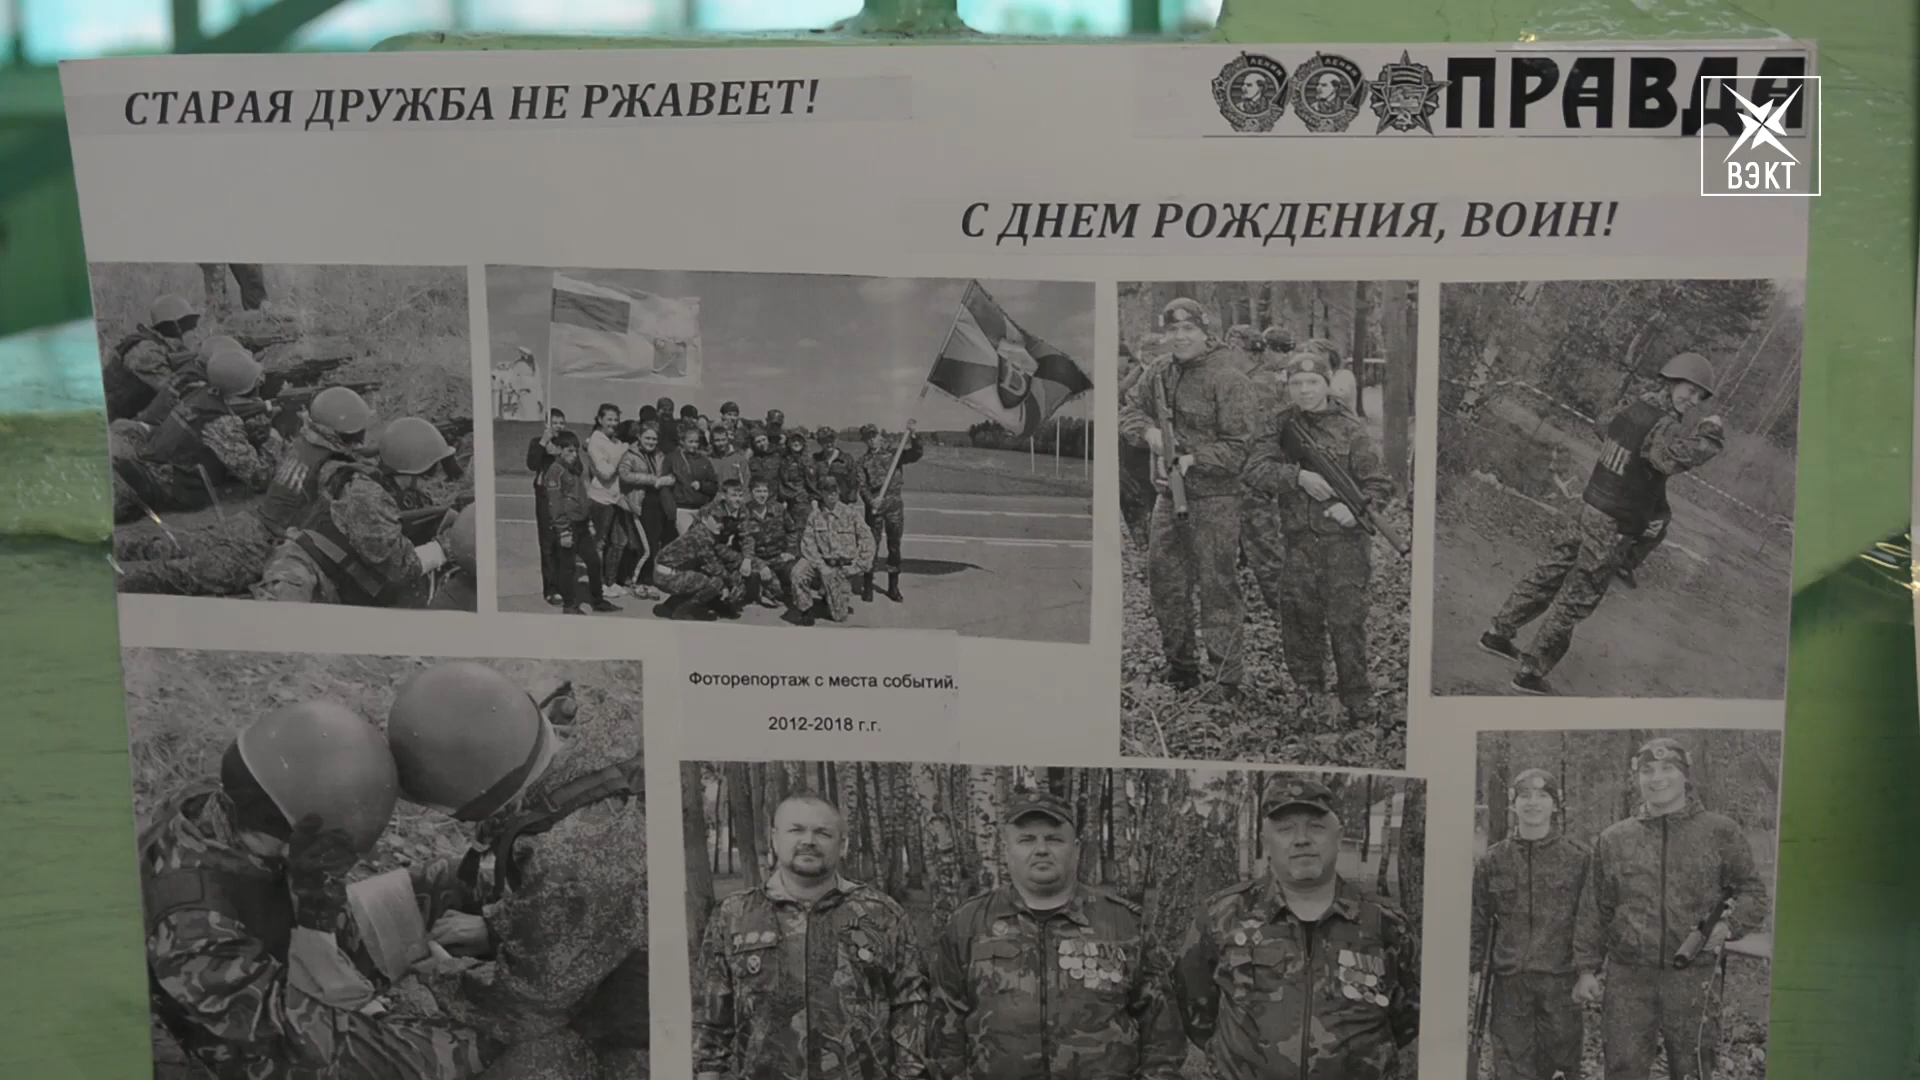 СТАРАЯ ДРУЖБА НЕ РЖАВЕЕТ!
ПРАВДА
ВЭКТ
С ДНЕМ РОЖДЕНИЯ, ВОИН!
Фоторепортаж с места событий.
2012-2018 г.г.